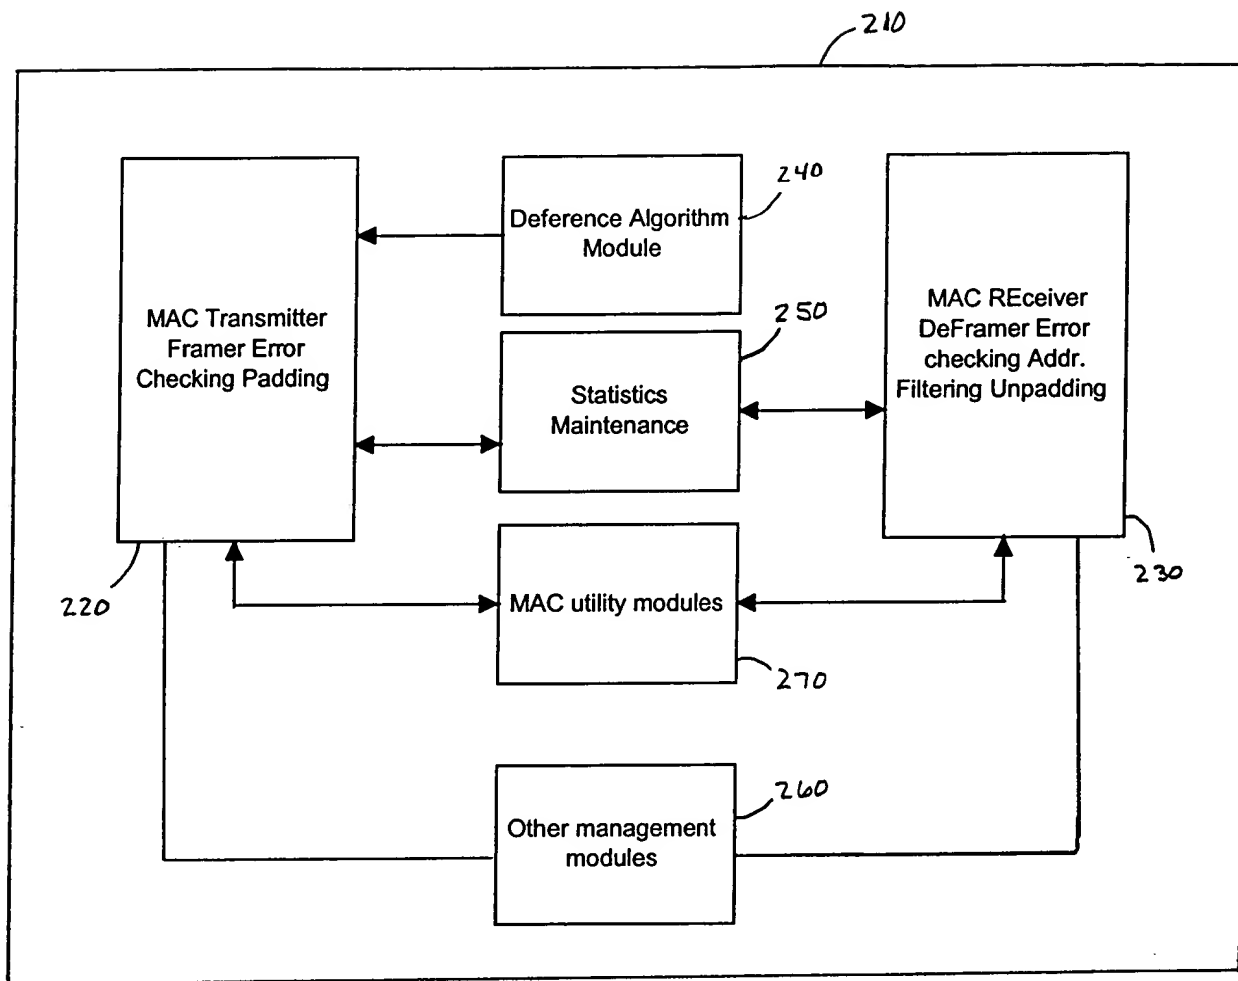 210
240
Deference Algorithm
Module
MAC Transmitter
Framer Error
Checking Padding
250
Statistics
Maintenance
MAC REceiver
DeFramer Error
checking Addr.
Filtering Unpadding
220
MAC utility modules
230
270
260
Other management
modules